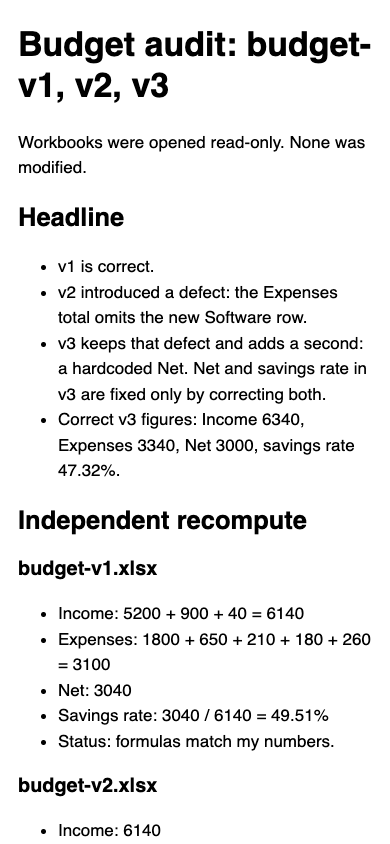 Budget audit: budget-
v1, v2, v3
Workbooks were opened read-only. None was
modified.
Headline
• v1 is correct.
• v2 introduced a defect: the Expenses
total omits the new Software row.
• v3 keeps that defect and adds a second:
a hardcoded Net. Net and savings rate in
v3 are fixed only by correcting both.
• Correct v3 figures: Income 6340,
Expenses 3340, Net 3000, savings rate
47.32%.
Independent recompute
budget-v1.xlsx
• Income: 5200 + 900 + 40 = 6140
• Expenses: 1800 + 650 + 210 + 180 + 260
= 3100
• Net: 3040
• Savings rate: 3040 / 6140 = 49.51%
• Status: formulas match my numbers.
budget-v2.xlsx
• Income: 6140